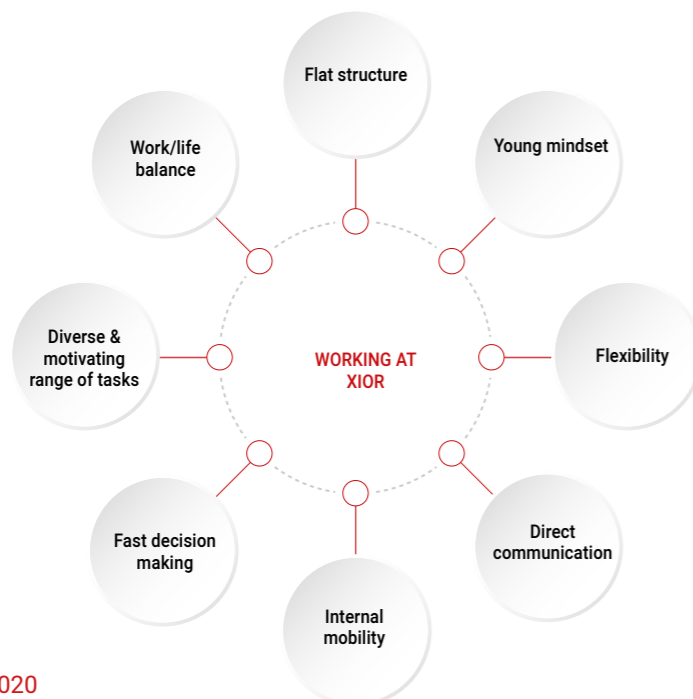 Flat structure
Young mindset
Work/life
balance
Diverse &
motivating
range of tasks
WORKING AT
XIOR
Flexibility
Fast decision
making
Direct
communication
Internal
mobility
020